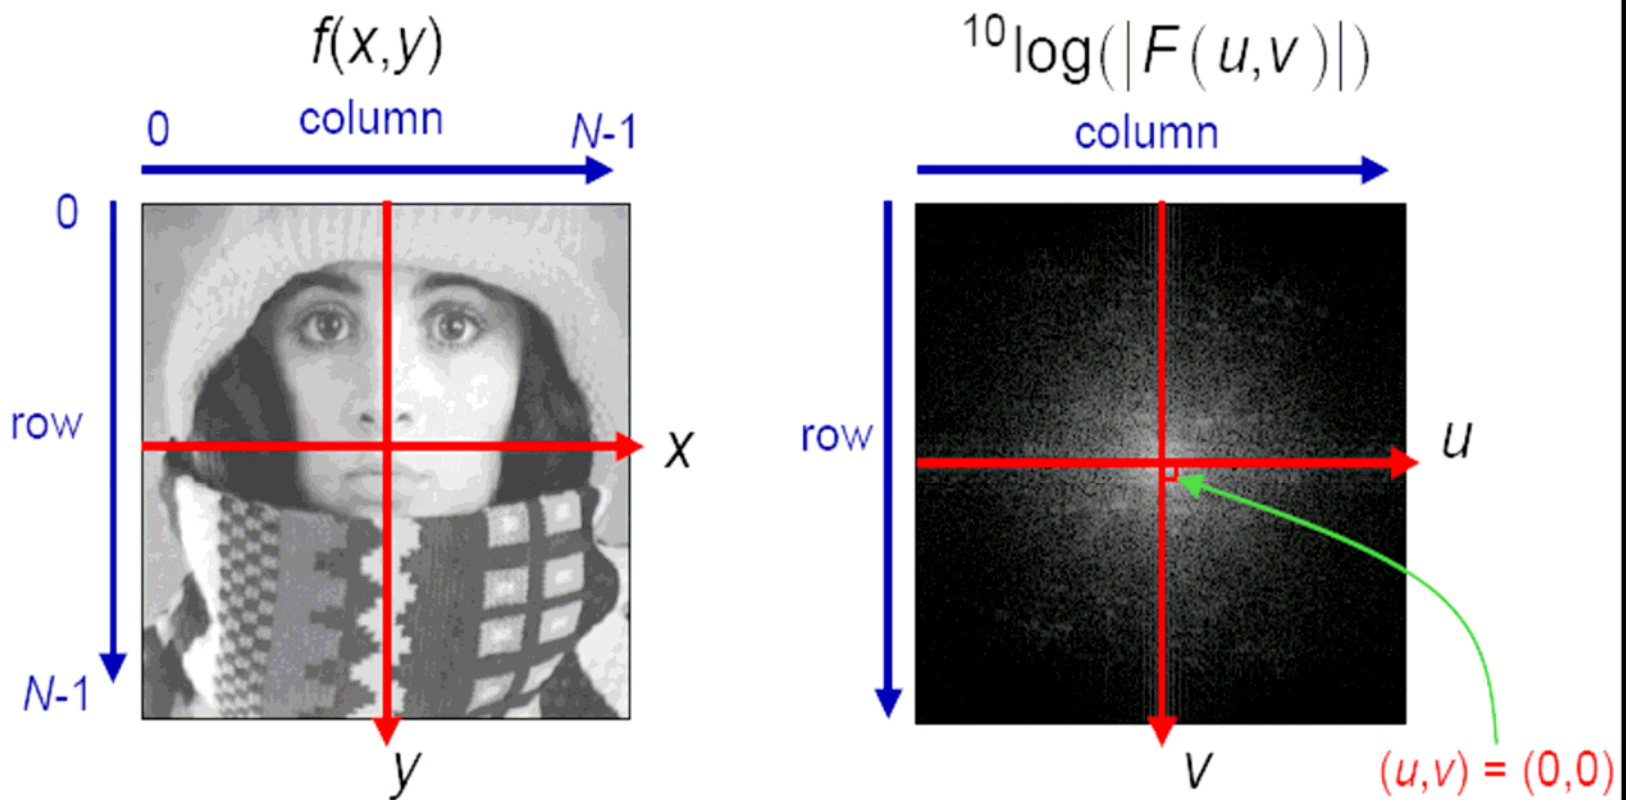 f(x,y)
0 column N-1
0
row
N-1
x
y
¹⁰log(|F(u,v)|)
column
row
u
v
(u,v) = (0,0)